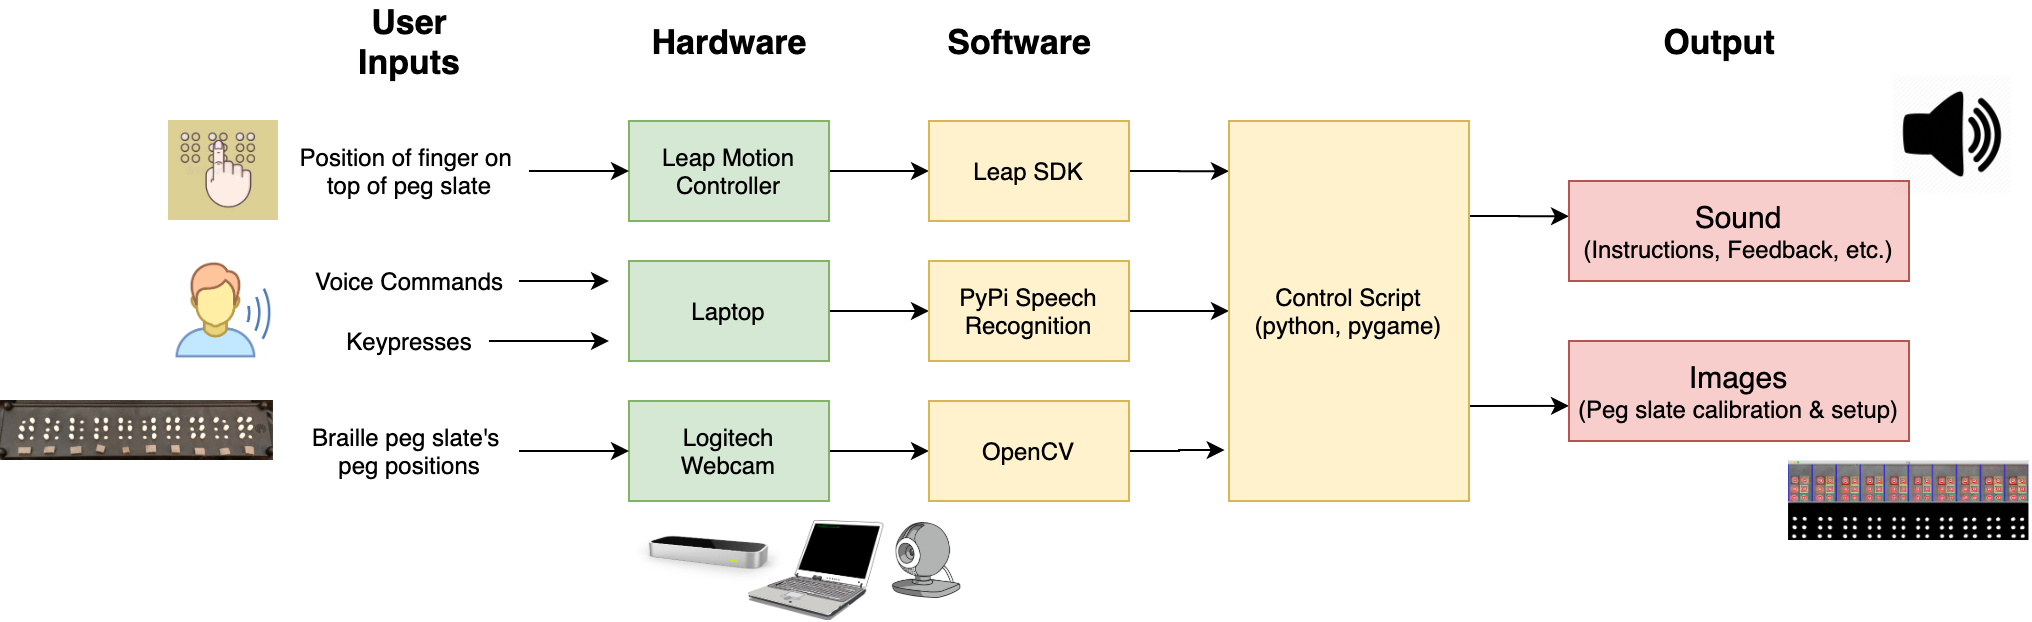 User
Inputs
Hardware
Software
Output
Position of finger on
top of peg slate
Leap Motion
Controller
Leap SDK
Voice Commands
Keypresses
Laptop
PyPi Speech
Recognition
Braille peg slate's
peg positions
Logitech
Webcam
OpenCV
Control Script
(python, pygame)
Sound
(Instructions, Feedback, etc.)
Images
(Peg slate calibration & setup)